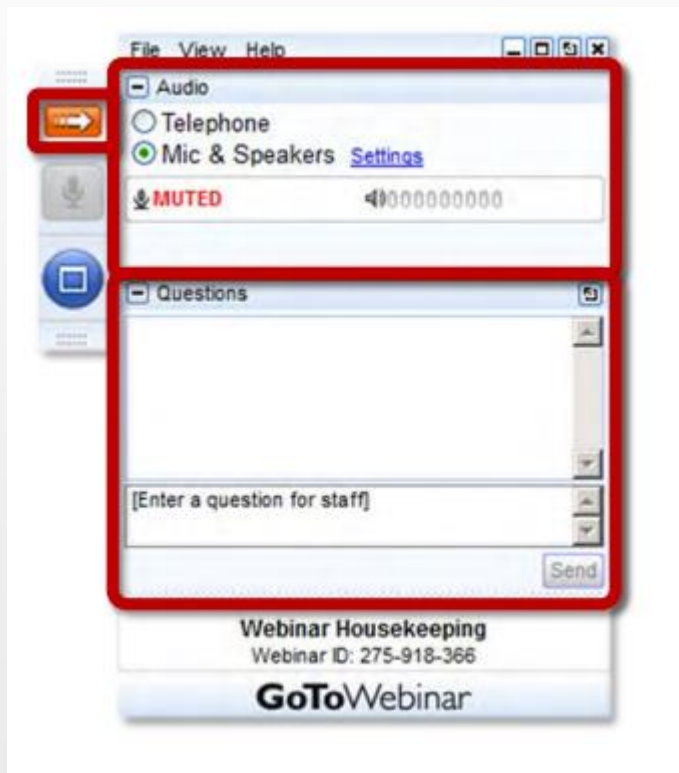 File View Help
Audio
Telephone
Mic & Speakers Settings
MUTED
Questions
[Enter a question for staff]
Send
Webinar Housekeeping
Webinar ID: 275-918-366
GoToWebinar